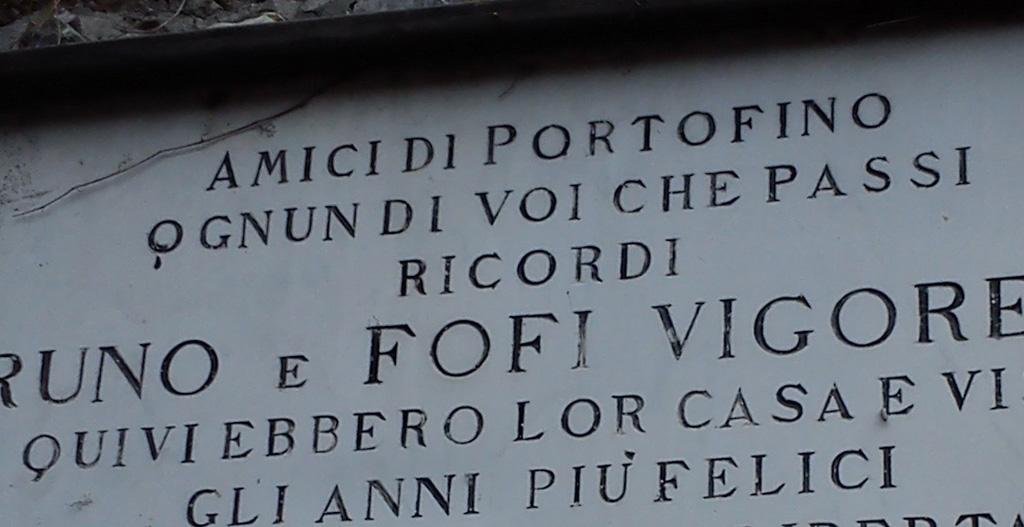 AMICI DI PORTOFINO
OGNUN DI VOI CHE PASSI
RICORDI
RUNO E FOFI VIGORE
QUIVI EBBERO LOR CASA E VI
GLI ANNI PIÙ FELICI